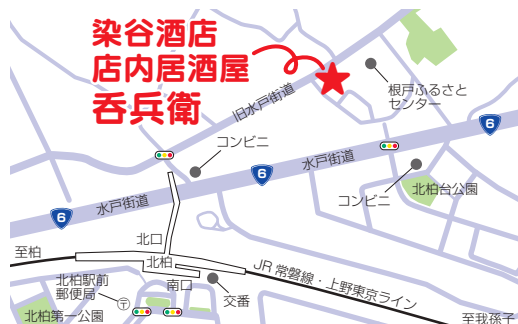 染谷酒店
店内居酒屋
呑兵衛
旧水戸街道
根戸ふるさと
センター
6
コンビニ
水戸街道
6
コンビニ
北柏台公園
水戸街道
6
北口
至柏
北柏
JR 常磐線・上野東京ライン
北柏駅前
郵便局
〒
南口
交番
北柏第一公園
至我孫子